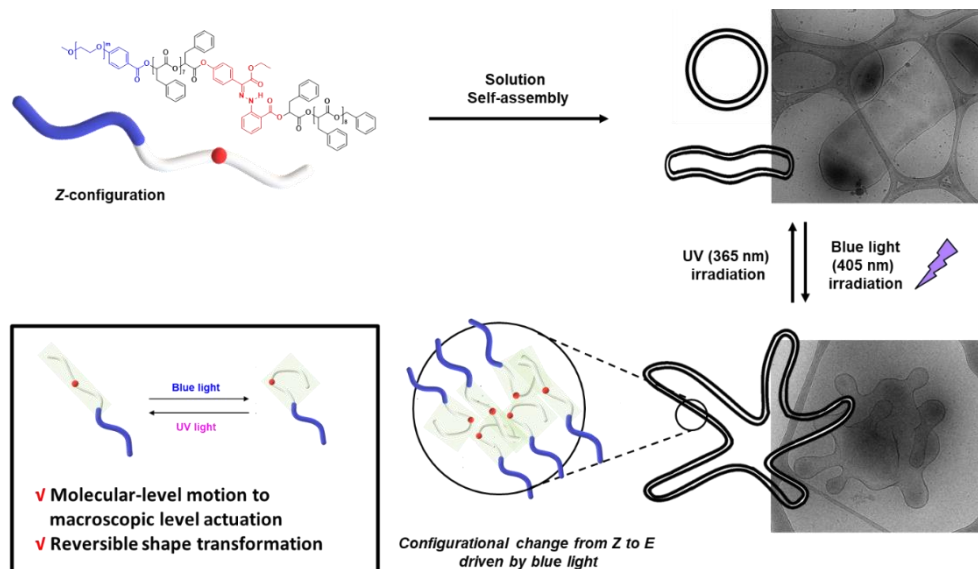 Solution
Self-assembly
Z-configuration
UV (365 nm)
irradiation
Blue light
(405 nm)
irradiation
Blue light
UV light
√ Molecular-level motion to
macroscopic level actuation
√ Reversible shape transformation
Configurational change from Z to E
driven by blue light